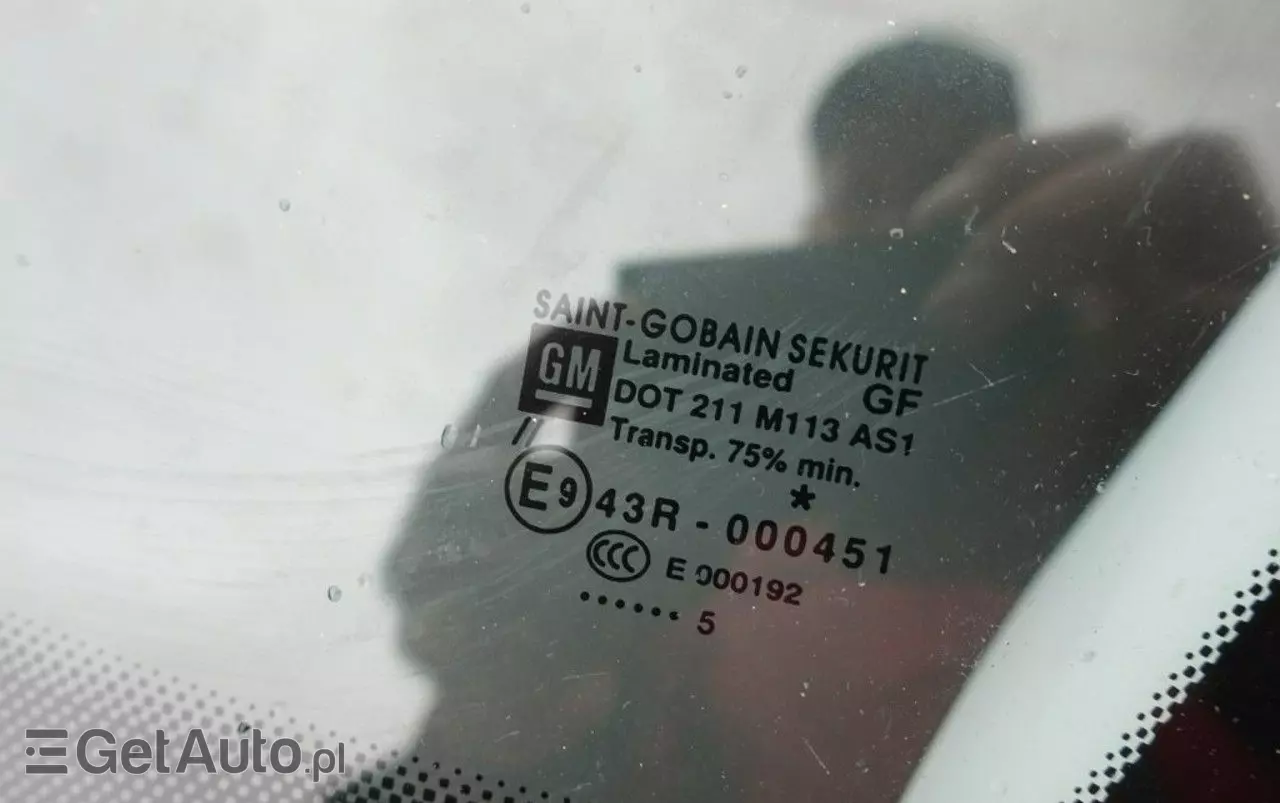 SAINT-GOBAIN SEKURIT
GM Laminated GF
DOT 211 M113 AS1
Transp. 75% min.
//
*
E9 43R - 000451
CCC E 000192
...... 5
GetAuto.pl